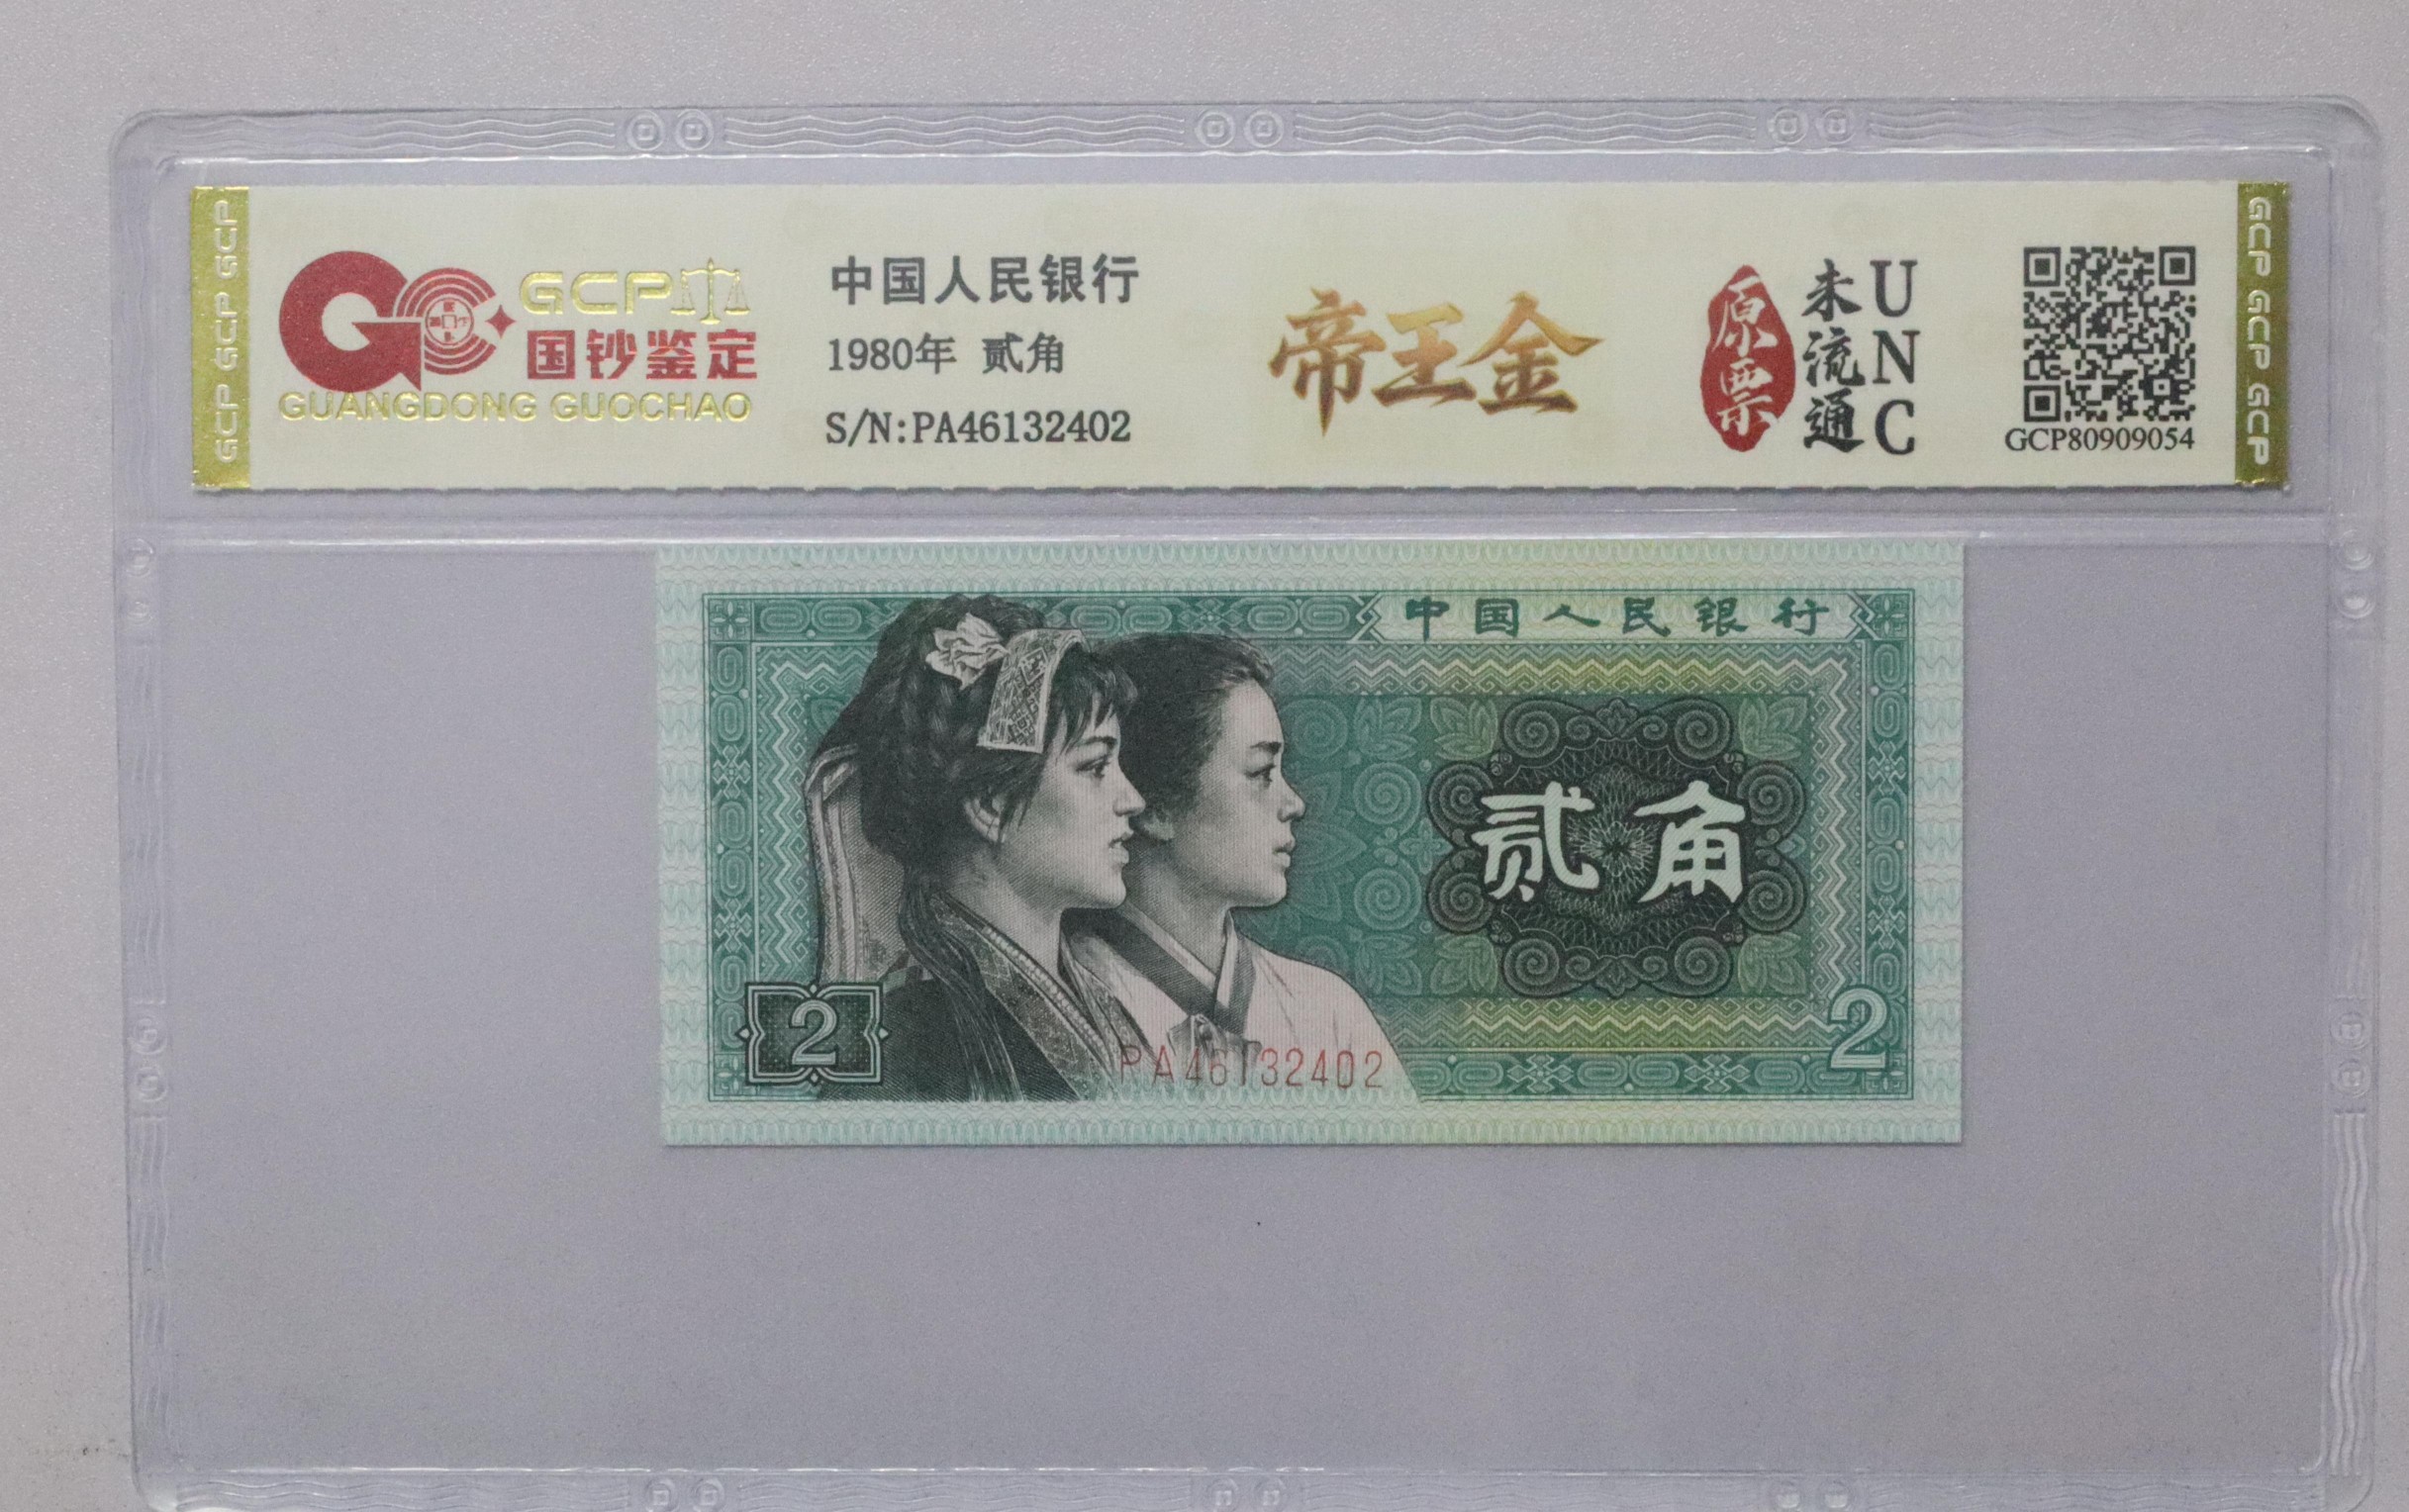 GCP GCP GCP
GCP
国钞鉴定
GUANGDONG GUOCHAO
中国人民银行
1980年 贰角
S/N:PA46132402
帝王金
原票
未流通
UNC
GCP80909054
GCP GCP GCP
中国人民银行
贰角
2
2
PA46132402